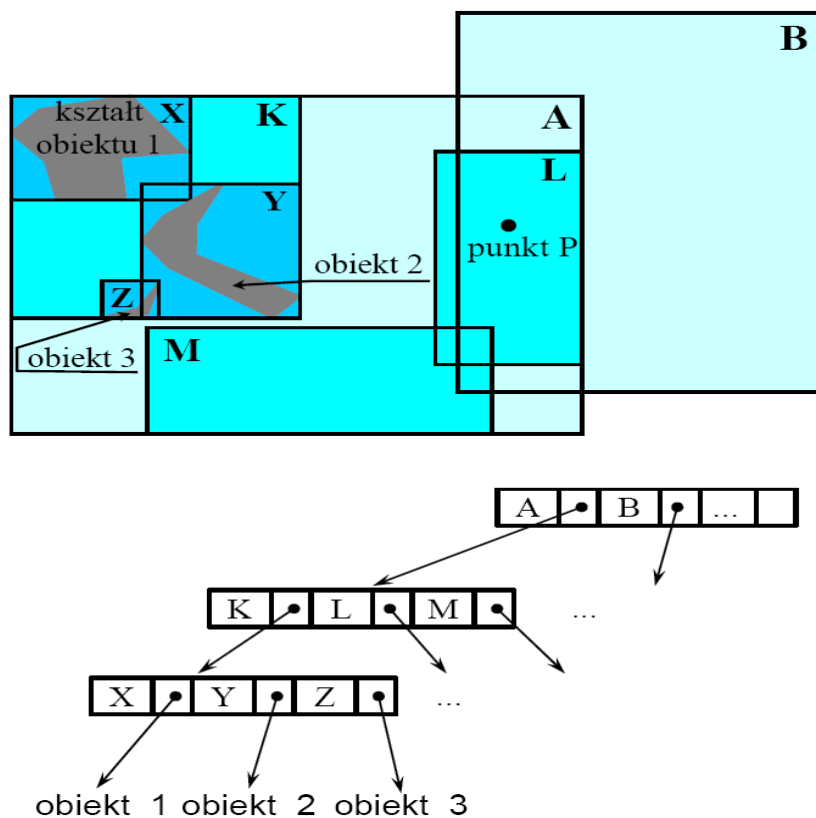 B
kształt X K A
obiektu 1
L
Y
punkt P
obiekt 2
Z
obiekt 3 M
A B ...
K L M ...
X Y Z ...
obiekt 1 obiekt 2 obiekt 3